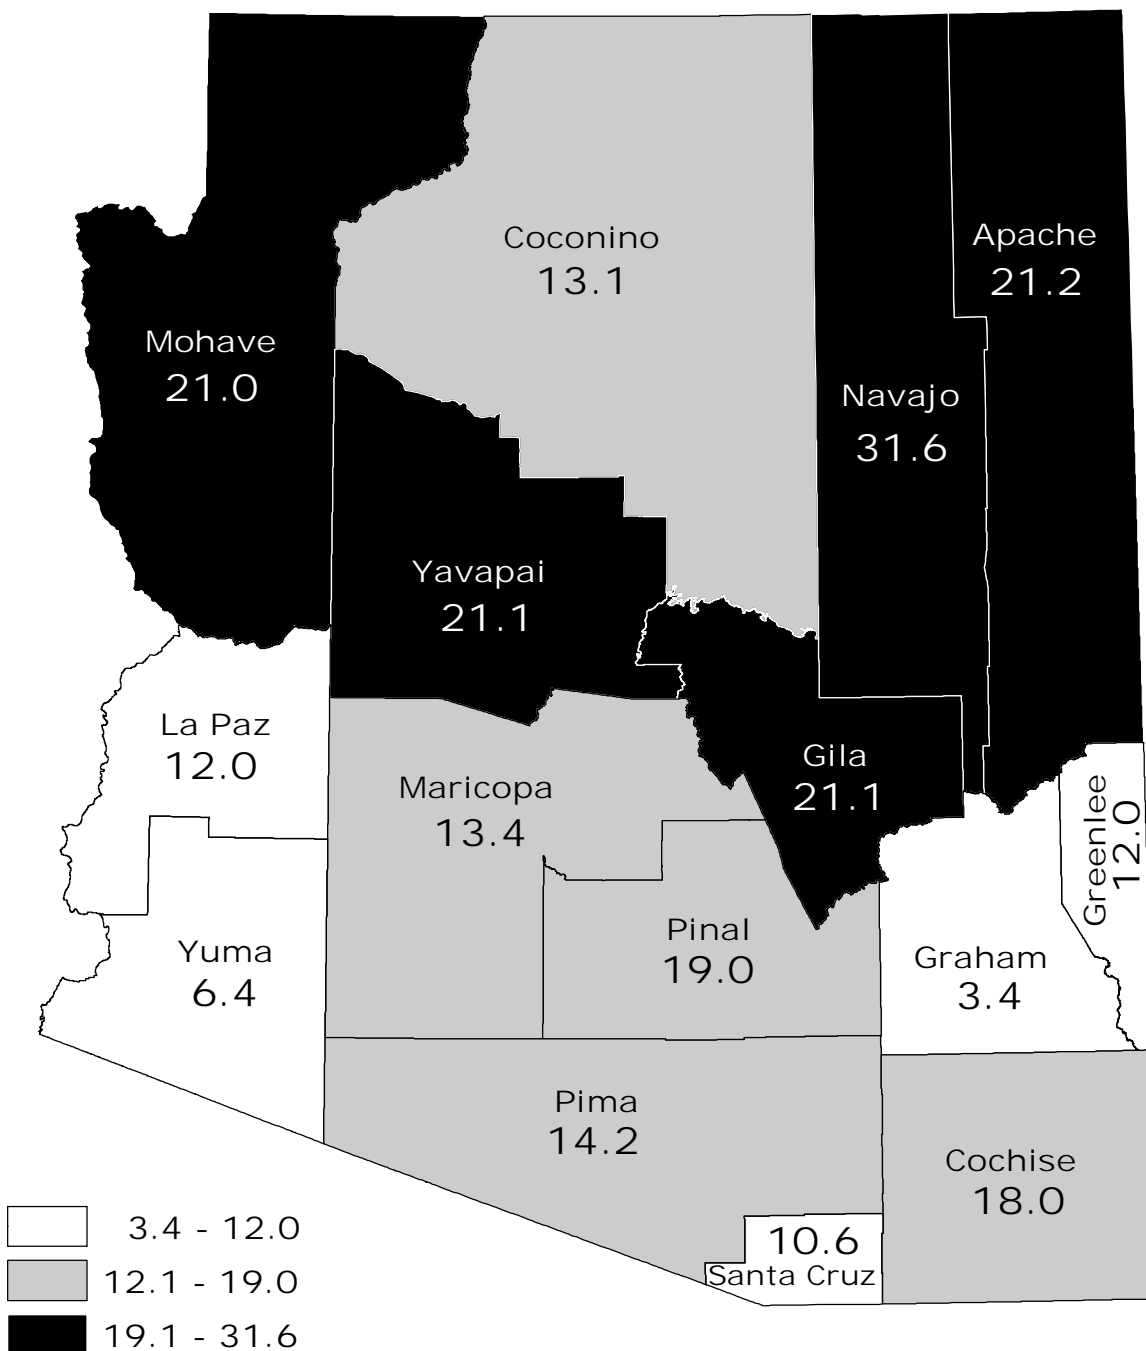 Coconino
13.1
Apache
21.2
Mohave
21.0
Navajo
31.6
Yavapai
21.1
La Paz
12.0
Maricopa
13.4
Gila
21.1
Greenlee
12.0
Yuma
6.4
Pinal
19.0
Graham
3.4
Pima
14.2
Cochise
18.0
10.6
Santa Cruz
3.4 - 12.0
12.1 - 19.0
19.1 - 31.6